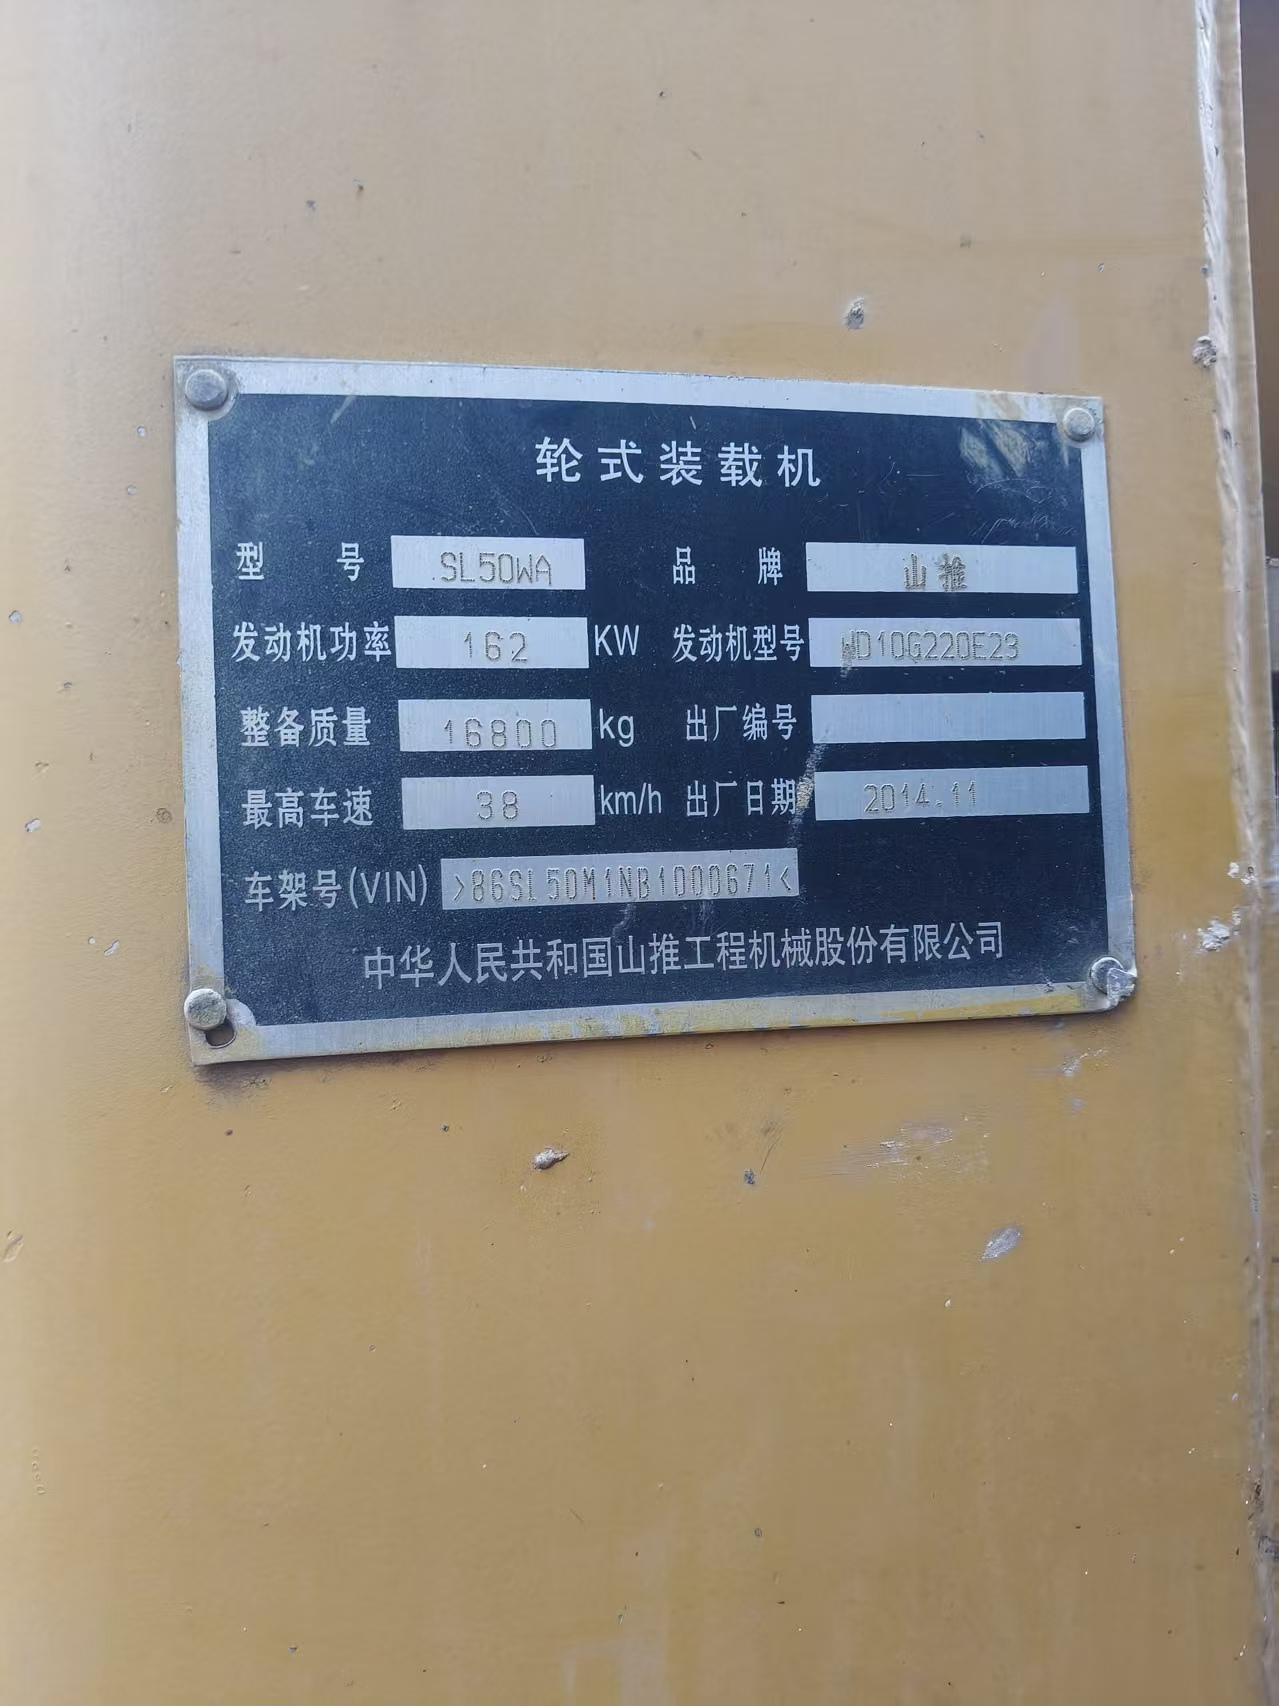 轮式装载机
型号 SL50WA 品牌 山推
发动机功率 162 KW 发动机型号 WD10G220E23
整备质量 16800 kg 出厂编号
最高车速 38 km/h 出厂日期 2014.11
车架号(VIN) >86SL50M1NB1000671<
中华人民共和国山推工程机械股份有限公司